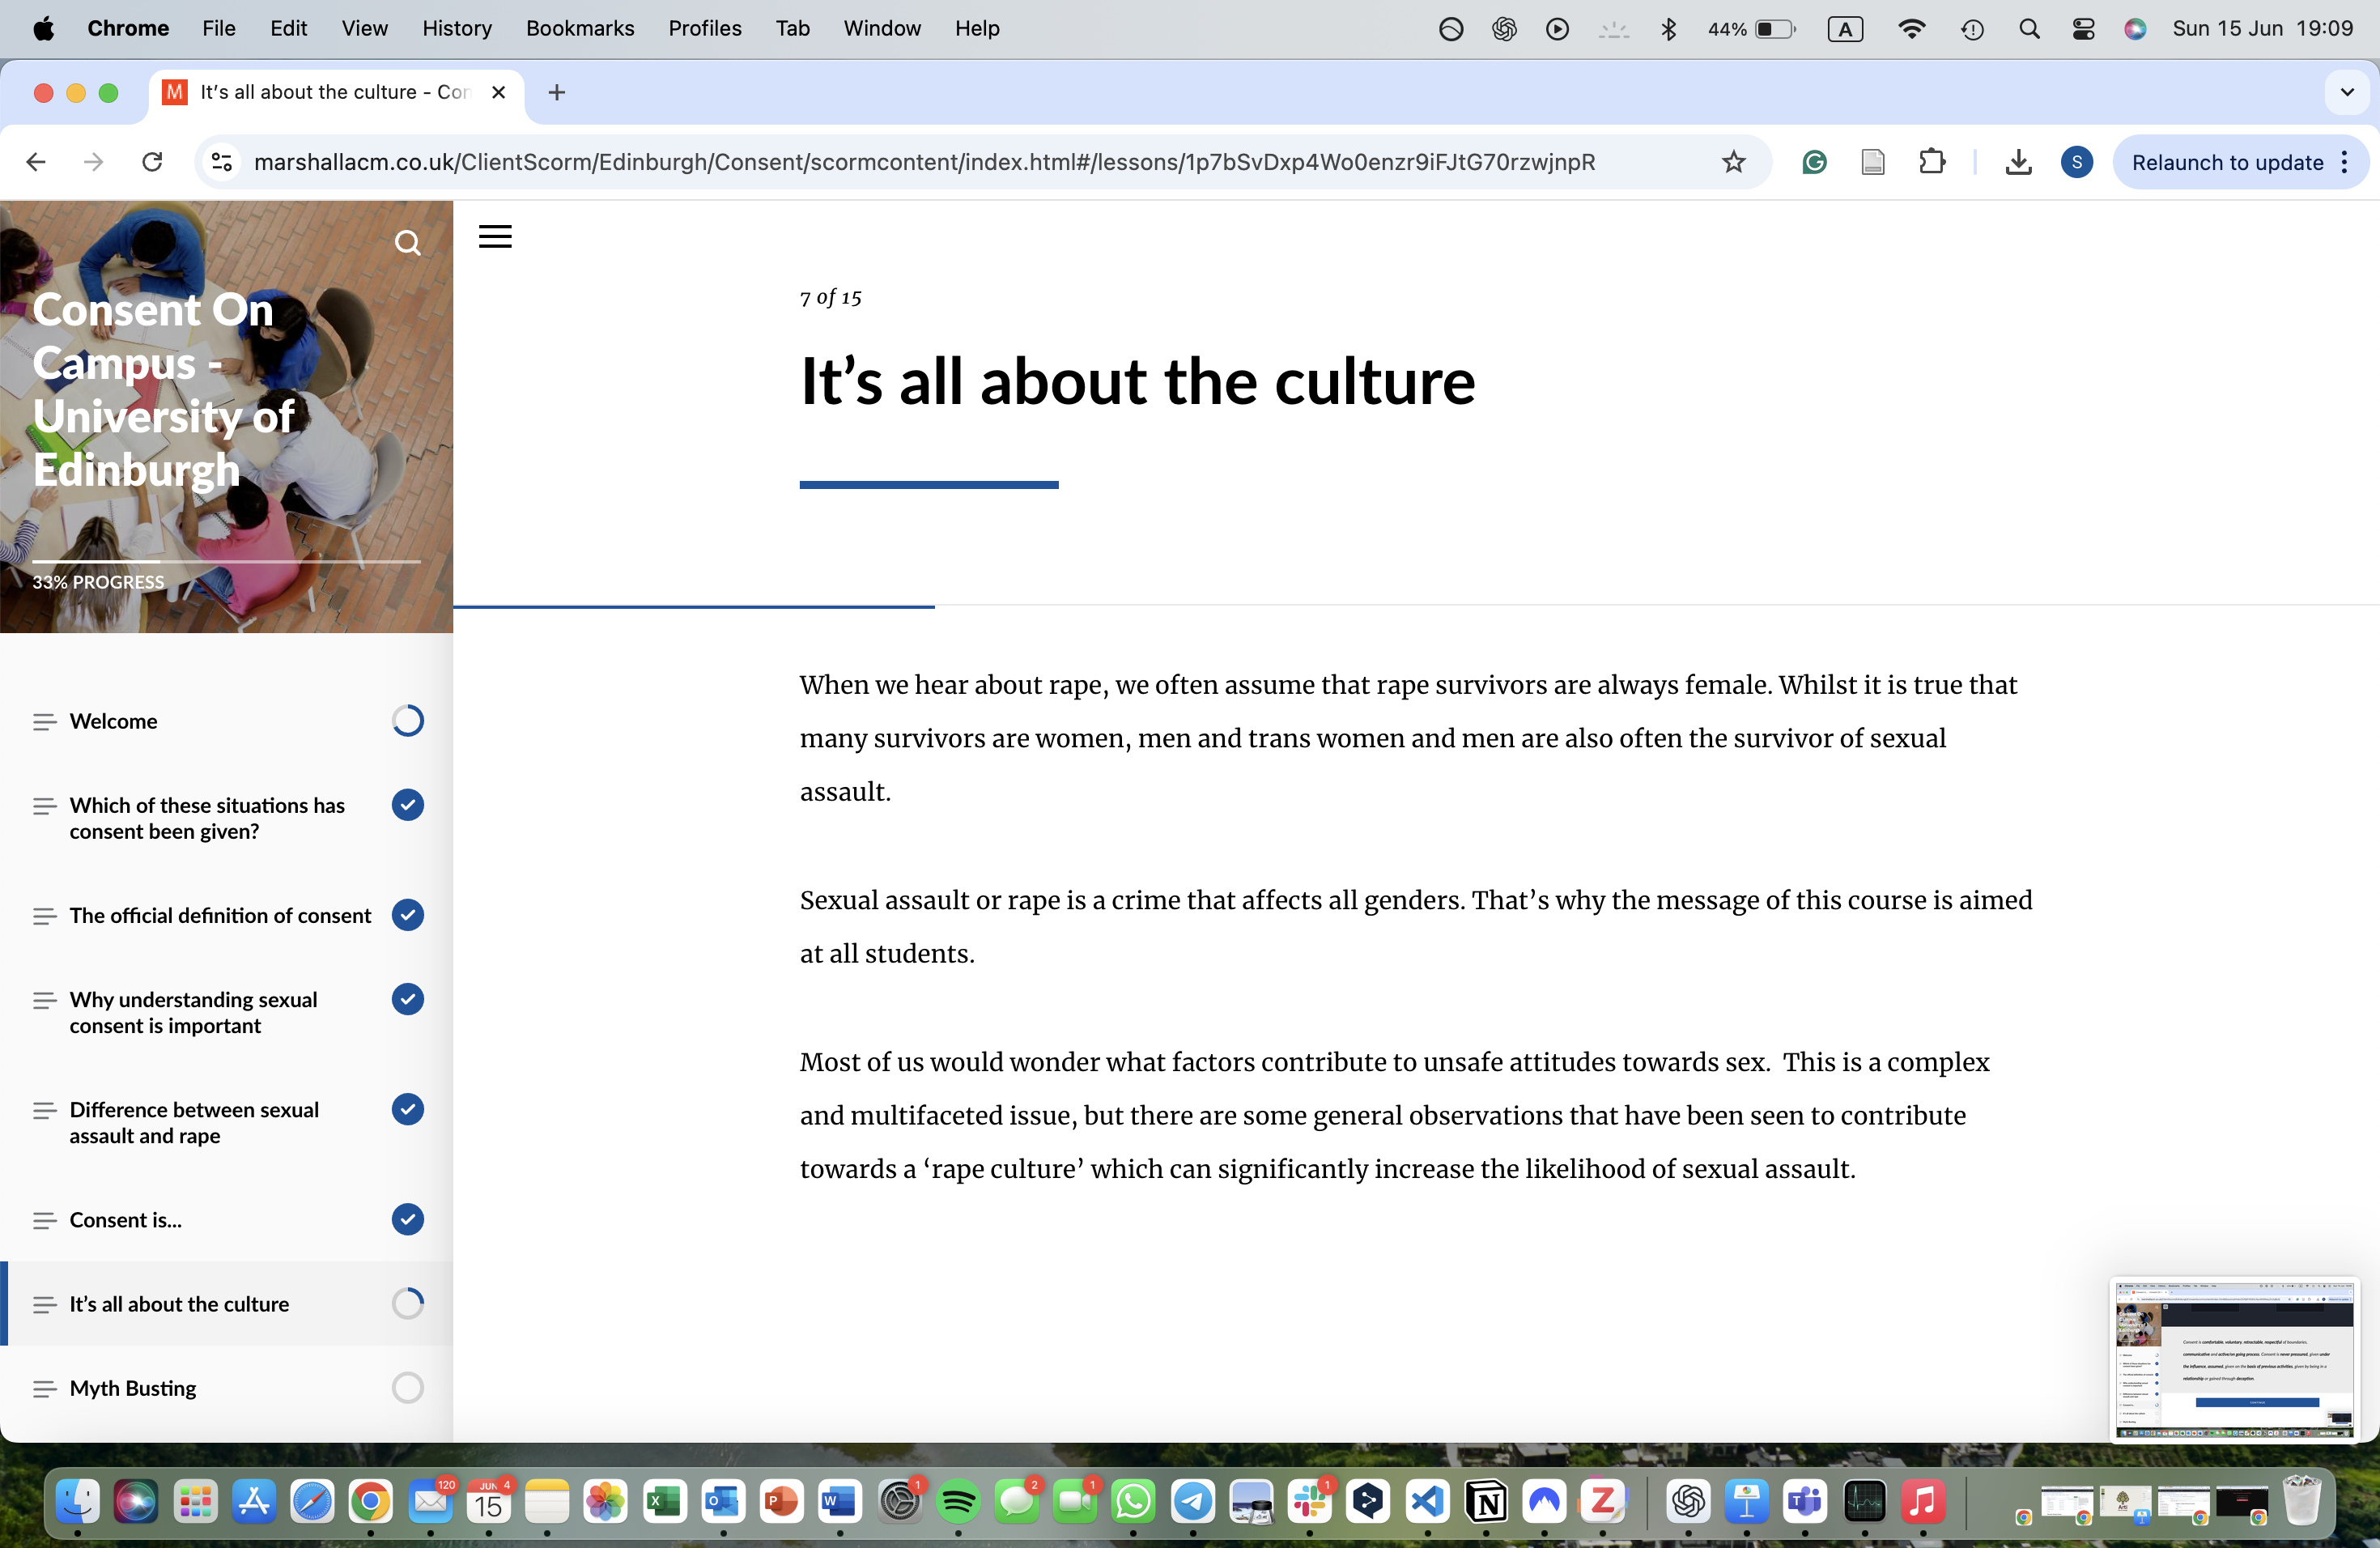 Chrome File Edit View History Bookmarks Profiles Tab Window Help
44% A Sun 15 Jun 19:09
M It's all about the culture - Con
marshallacm.co.uk/ClientScorm/Edinburgh/Consent/scormcontent/index.html#/lessons/1p7bSvDxp4Wo0enzr9iFJtG70rzwjnpR
S Relaunch to update
Consent On
Campus -
University of
Edinburgh
33% PROGRESS
Welcome
Which of these situations has
consent been given?
The official definition of consent
Why understanding sexual
consent is important
Difference between sexual
assault and rape
Consent is...
It's all about the culture
Myth Busting
7 of 15
It's all about the culture
When we hear about rape, we often assume that rape survivors are always female. Whilst it is true that
many survivors are women, men and trans women and men are also often the survivor of sexual
assault.
Sexual assault or rape is a crime that affects all genders. That's why the message of this course is aimed
at all students.
Most of us would wonder what factors contribute to unsafe attitudes towards sex.  This is a complex
and multifaceted issue, but there are some general observations that have been seen to contribute
towards a ‘rape culture’ which can significantly increase the likelihood of sexual assault.
120
JUN 4
15
1
2
1
1